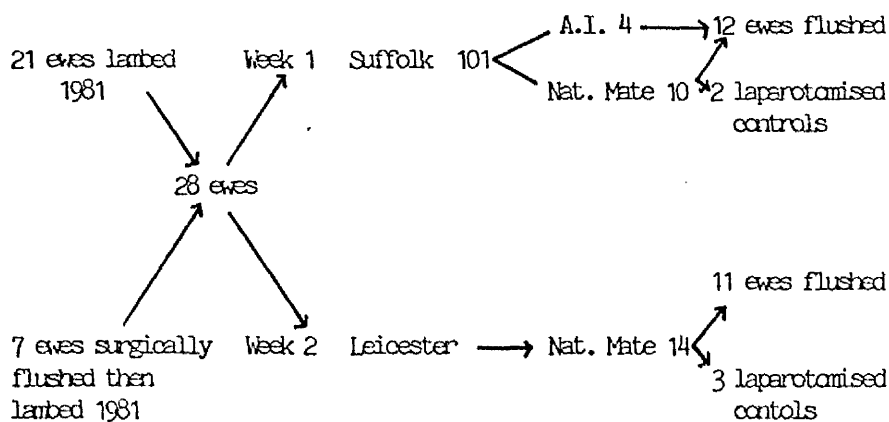 A.I. 4
12 ewes flushed
21 ewes lambed
1981
Week 1
Suffolk 101
Nat. Mate 10
2 laparotomised
controls
28 ewes
11 ewes flushed
7 ewes surgically
flushed then
lambed 1981
Week 2
Leicester
Nat. Mate 14
3 laparotomised
contols